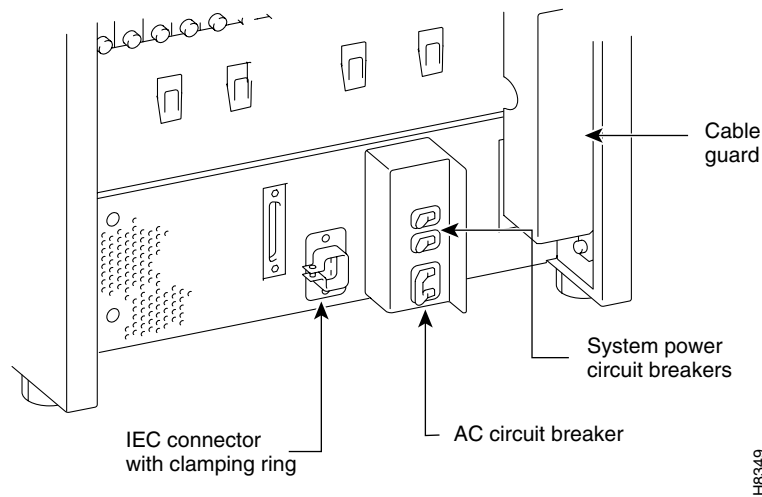 Cable
guard
System power
circuit breakers
IEC connector
with clamping ring
AC circuit breaker
H8349